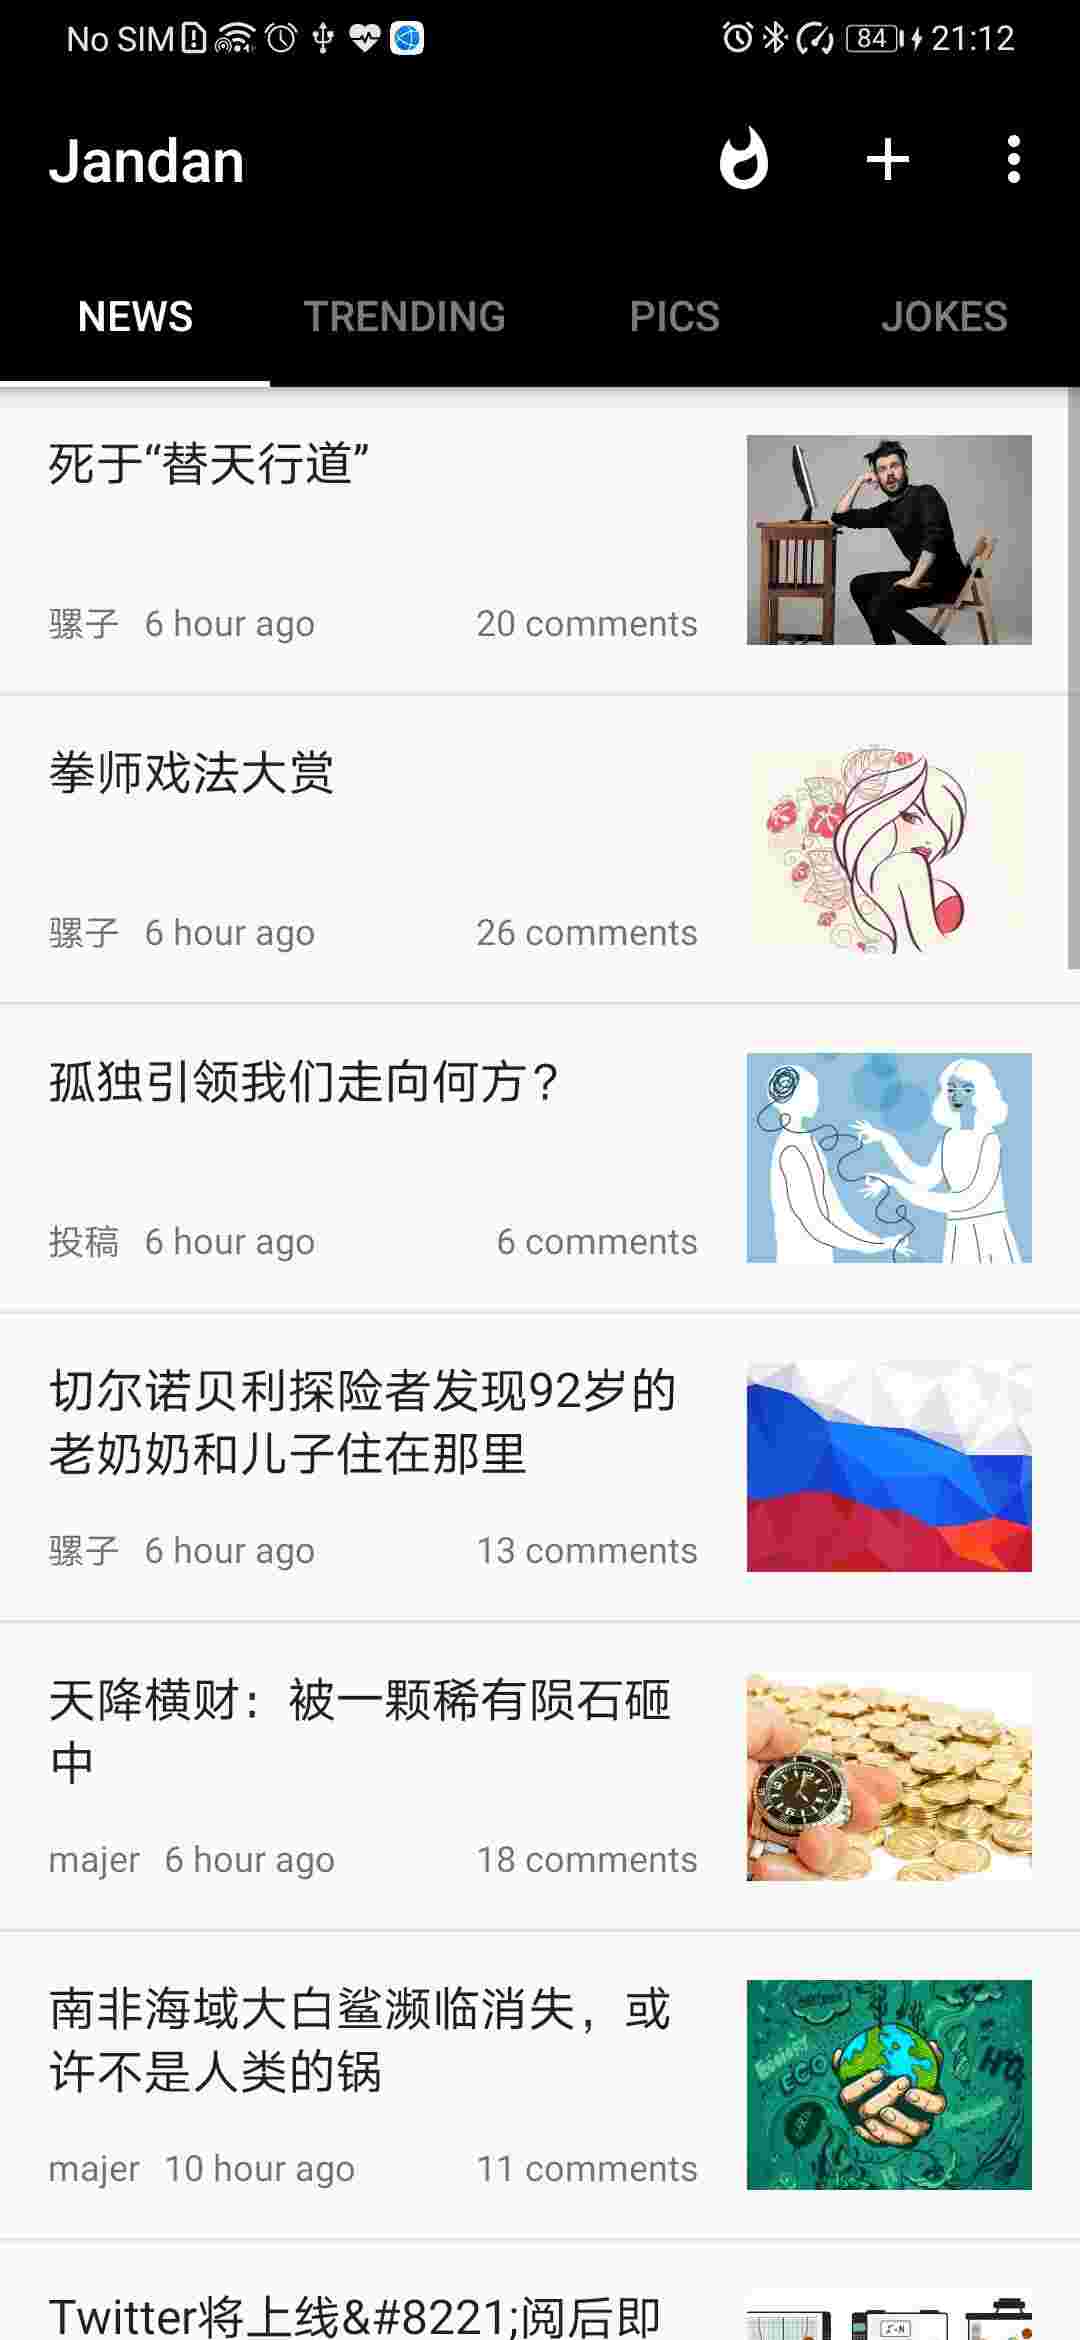 No SIM 84 21:12
Jandan
NEWS TRENDING PICS JOKES
死于“替天行道”
骡子 6 hour ago 20 comments
拳师戏法大赏
骡子 6 hour ago 26 comments
孤独引领我们走向何方？
投稿 6 hour ago 6 comments
切尔诺贝利探险者发现92岁的
老奶奶和儿子住在那里
骡子 6 hour ago 13 comments
天降横财：被一颗稀有陨石砸
中
majer 6 hour ago 18 comments
南非海域大白鲨濒临消失，或
许不是人类的锅
ECO
majer 10 hour ago 11 comments
Twitter将上线&#8221;阅后即